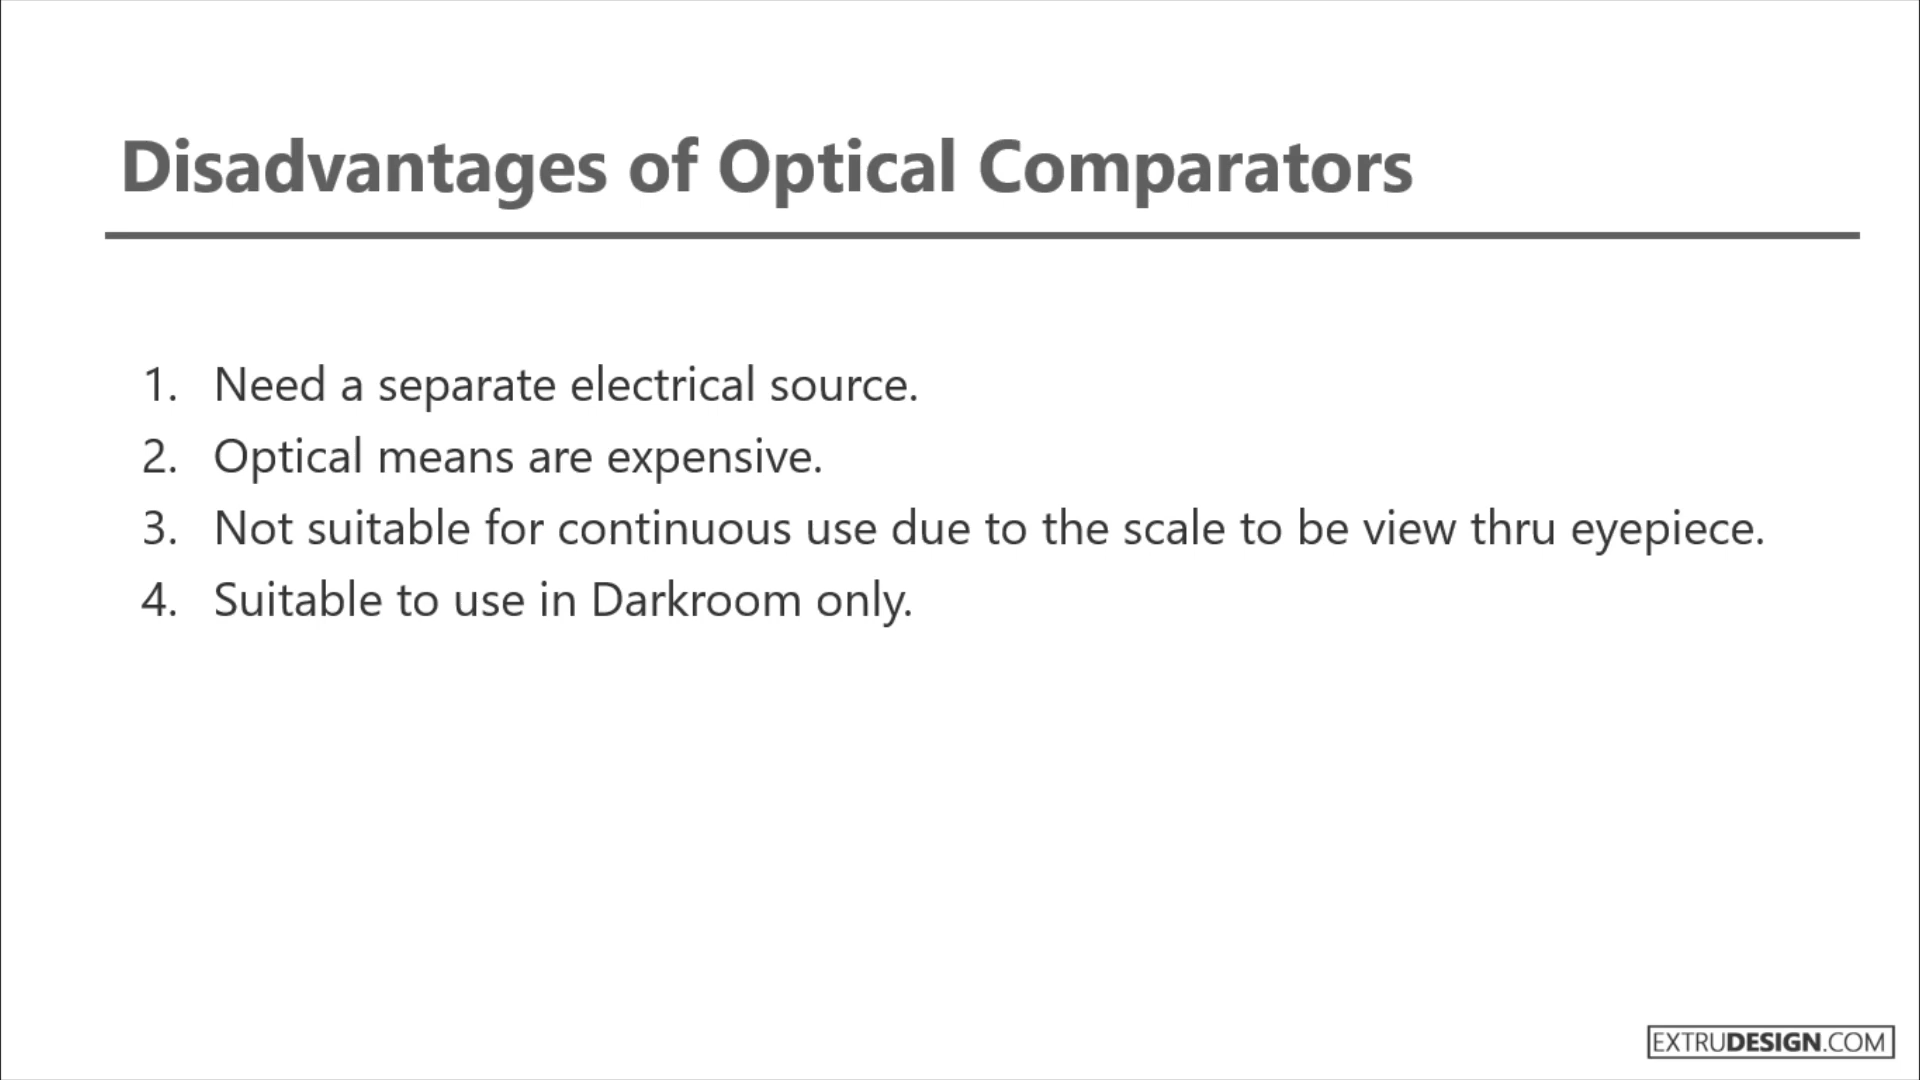 Disadvantages of Optical Comparators
1. Need a separate electrical source.
2. Optical means are expensive.
3. Not suitable for continuous use due to the scale to be view thru eyepiece.
4. Suitable to use in Darkroom only.
EXTRUDESIGN.COM